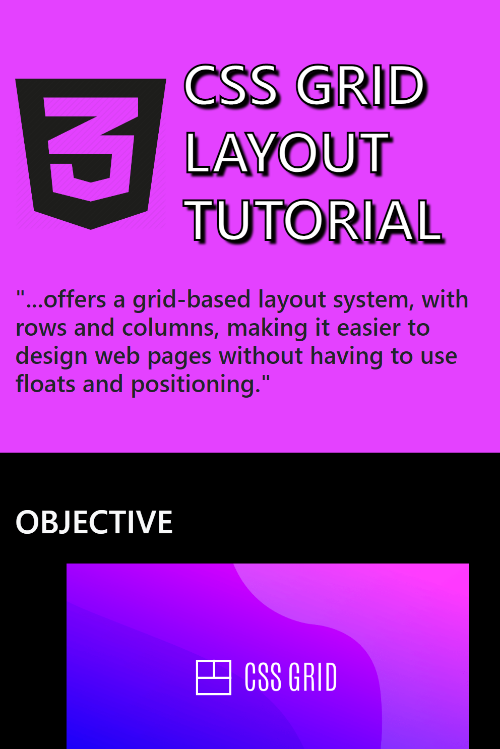 CSS GRID
LAYOUT
TUTORIAL
"...offers a grid-based layout system, with
rows and columns, making it easier to
design web pages without having to use
floats and positioning."
OBJECTIVE
CSS GRID